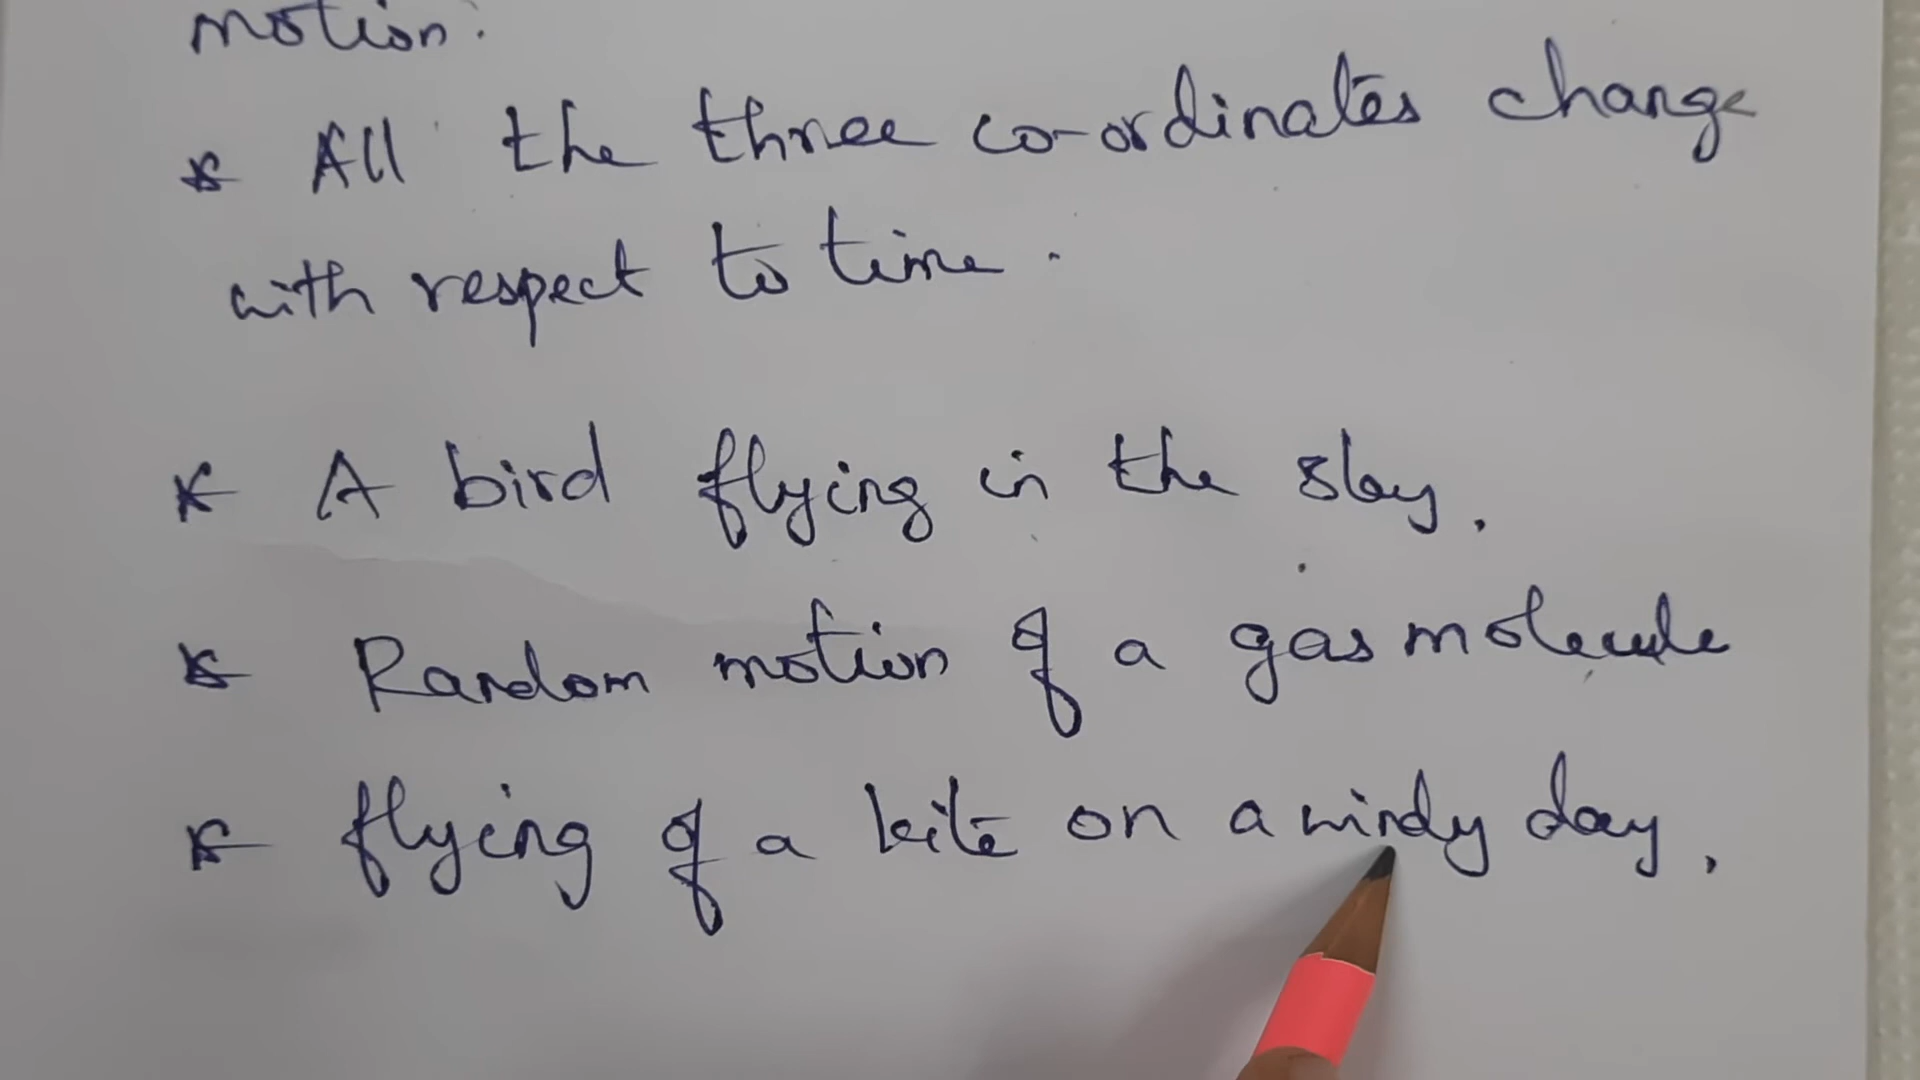 motion:
* All the three co-ordinates change
with respect to time.
* A bird flying in the sky.
* Random motion of a gas molecule
* flying of a kite on a windy day.